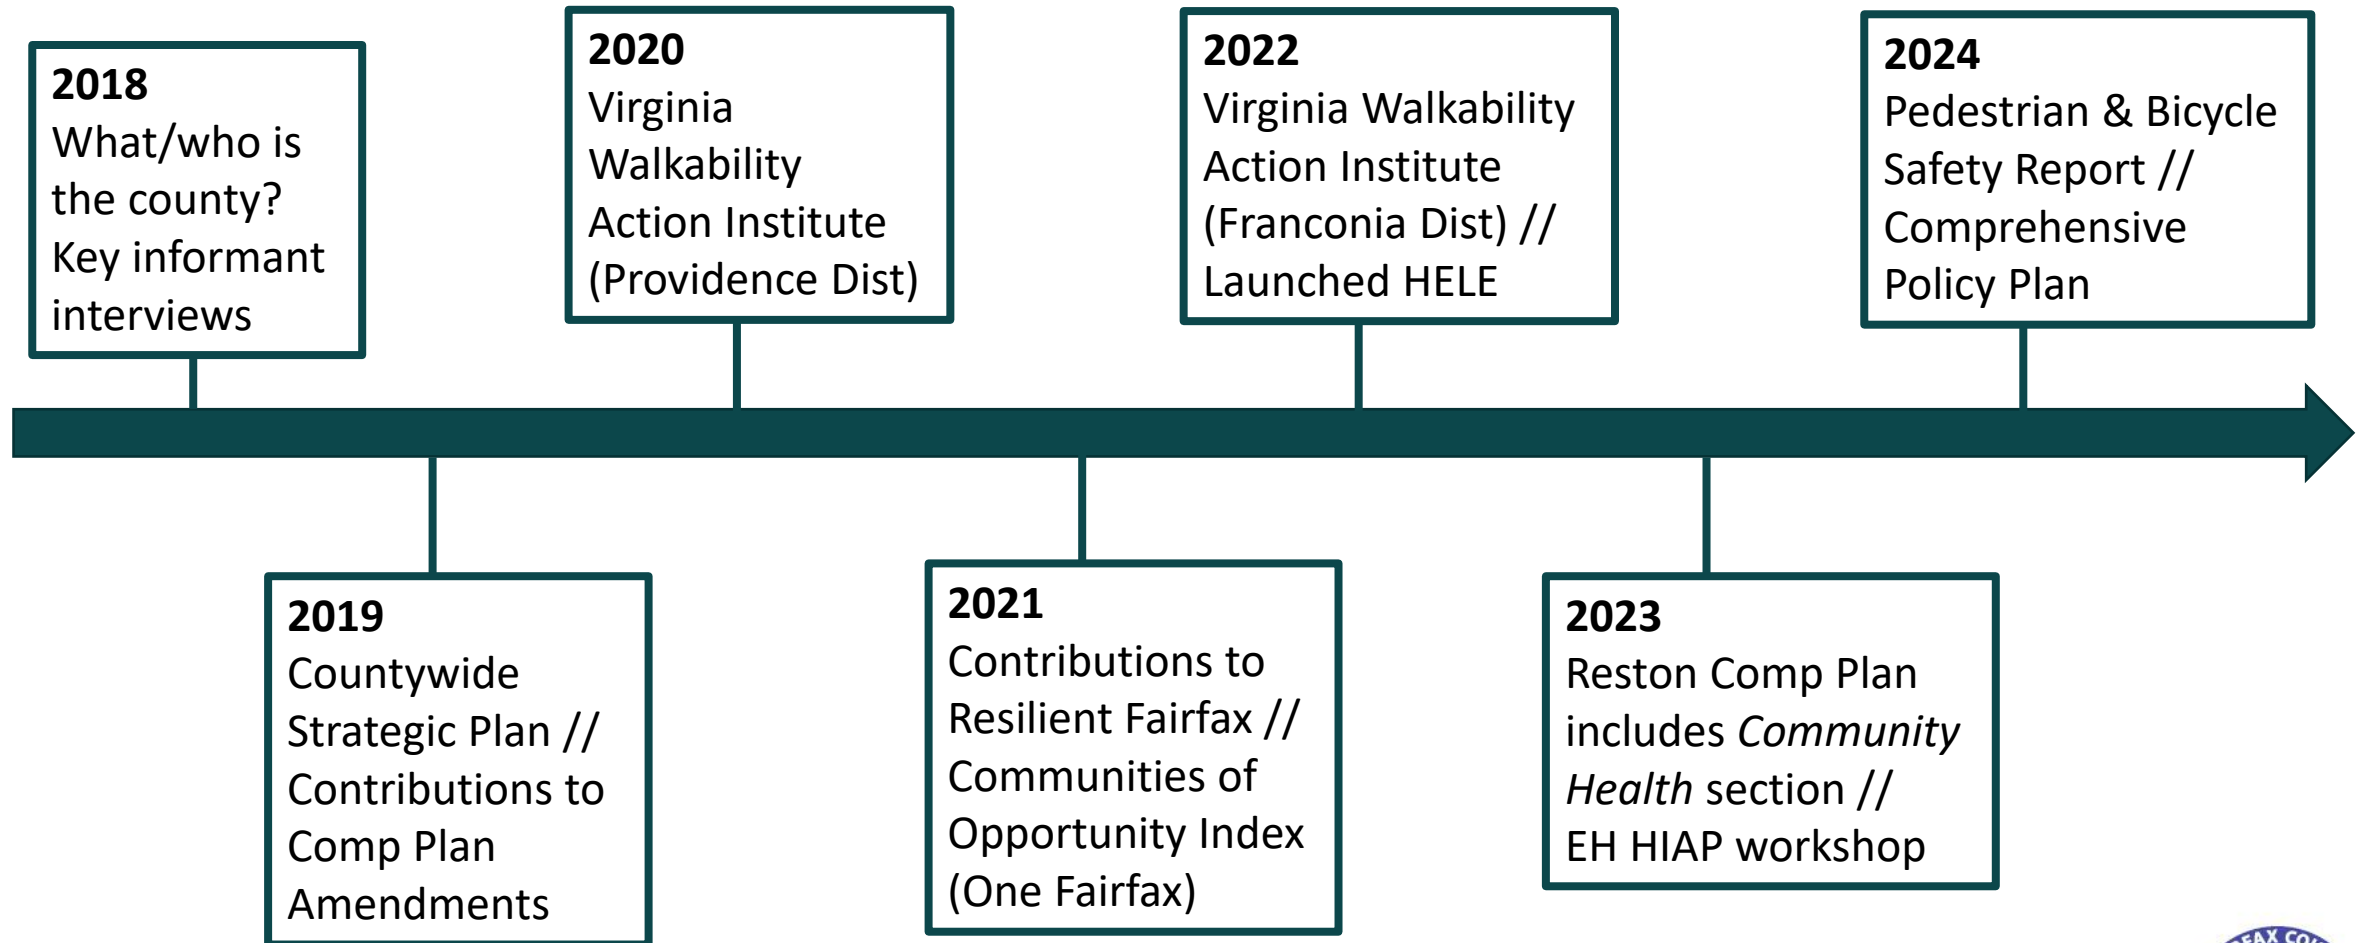 2018
What/who is
the county?
Key informant
interviews
2020
Virginia
Walkability
Action Institute
(Providence Dist)
2022
Virginia Walkability
Action Institute
(Franconia Dist) //
Launched HELE
2024
Pedestrian & Bicycle
Safety Report //
Comprehensive
Policy Plan
2019
Countywide
Strategic Plan //
Contributions to
Comp Plan
Amendments
2021
Contributions to
Resilient Fairfax //
Communities of
Opportunity Index
(One Fairfax)
2023
Reston Comp Plan
includes Community
Health section //
EH HIAP workshop